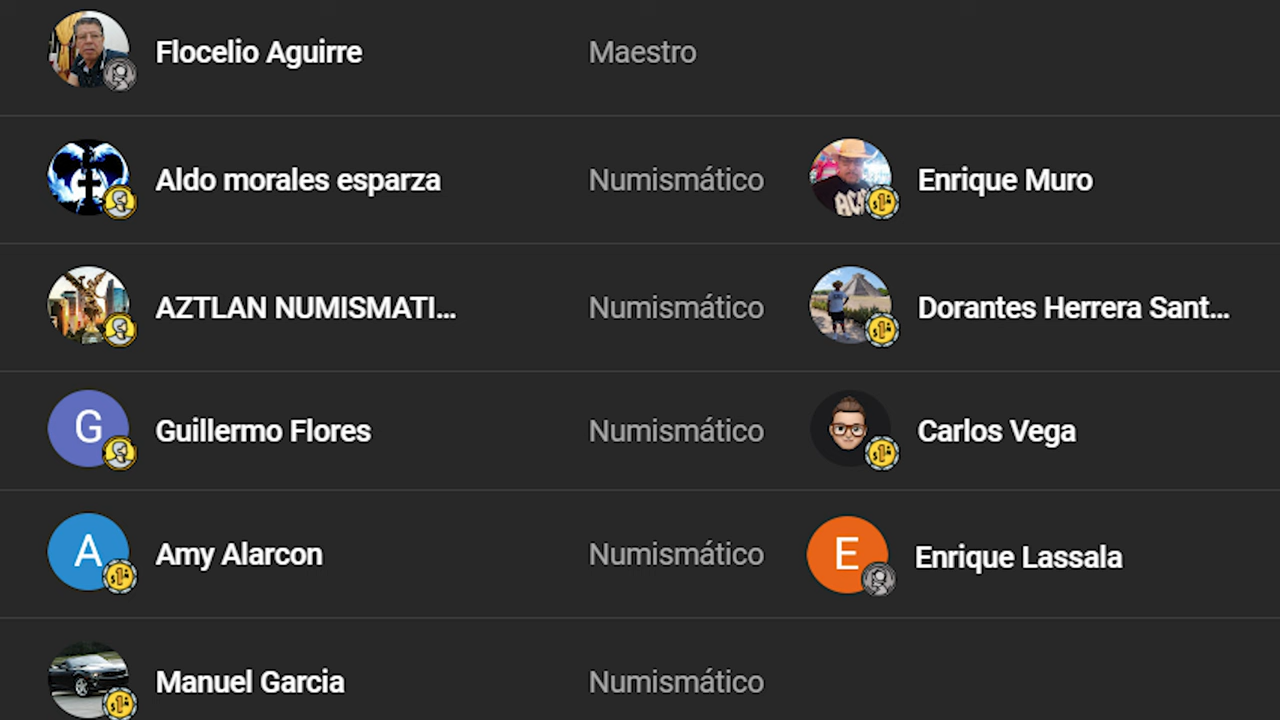 Flocelio Aguirre Maestro
Aldo morales esparza Numismático Enrique Muro
AZTLAN NUMISMATI... Numismático Dorantes Herrera Sant...
G Guillermo Flores Numismático Carlos Vega
A Amy Alarcon Numismático E Enrique Lassala
Manuel Garcia Numismático